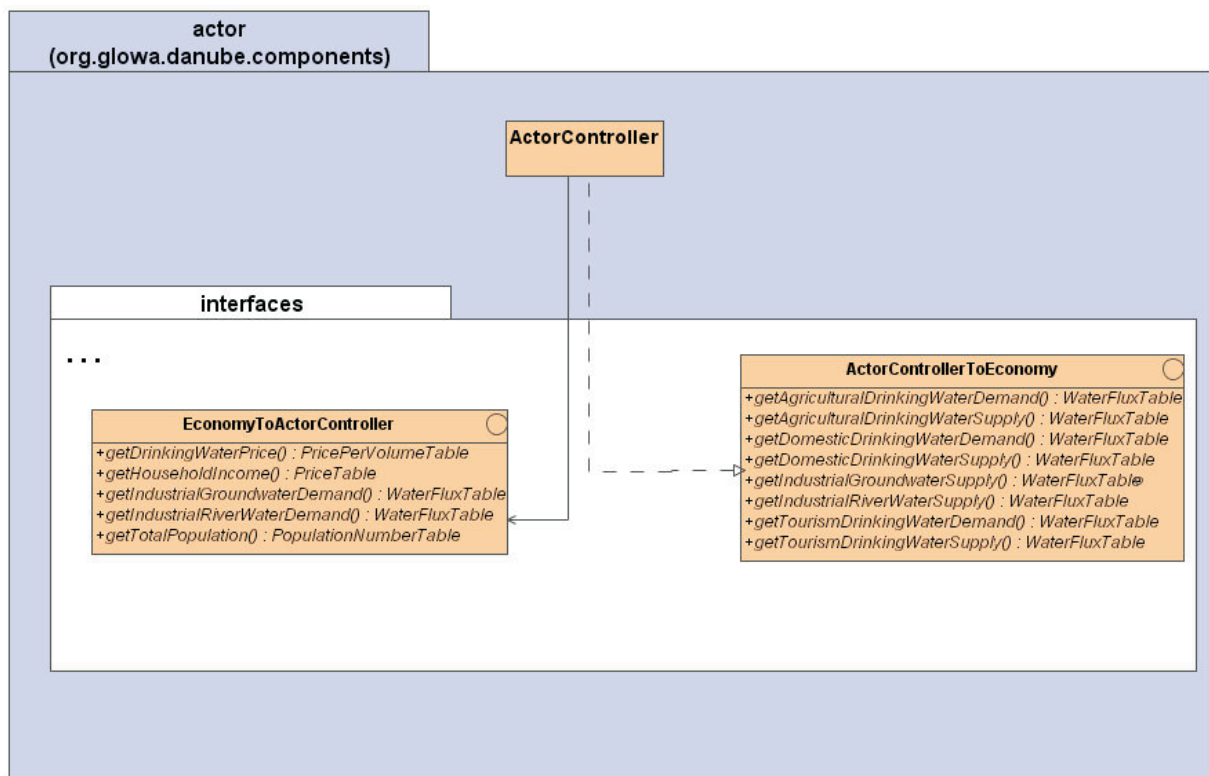 actor
(org.glowa.danube.components)
ActorController
interfaces
...
EconomyToActorController
+getDrinkingWaterPrice() : PricePerVolumeTable
+getHouseholdIncome() : PriceTable
+getIndustrialGroundwaterDemand() : WaterFluxTable
+getIndustrialRiverWaterDemand() : WaterFluxTable
+getTotalPopulation() : PopulationNumberTable
ActorControllerToEconomy
+getAgriculturalDrinkingWaterDemand() : WaterFluxTable
+getAgriculturalDrinkingWaterSupply() : WaterFluxTable
+getDomesticDrinkingWaterDemand() : WaterFluxTable
+getDomesticDrinkingWaterSupply() : WaterFluxTable
+getIndustrialGroundwaterSupply() : WaterFluxTable
+getIndustrialRiverWaterSupply() : WaterFluxTable
+getTourismDrinkingWaterDemand() : WaterFluxTable
+getTourismDrinkingWaterSupply() : WaterFluxTable